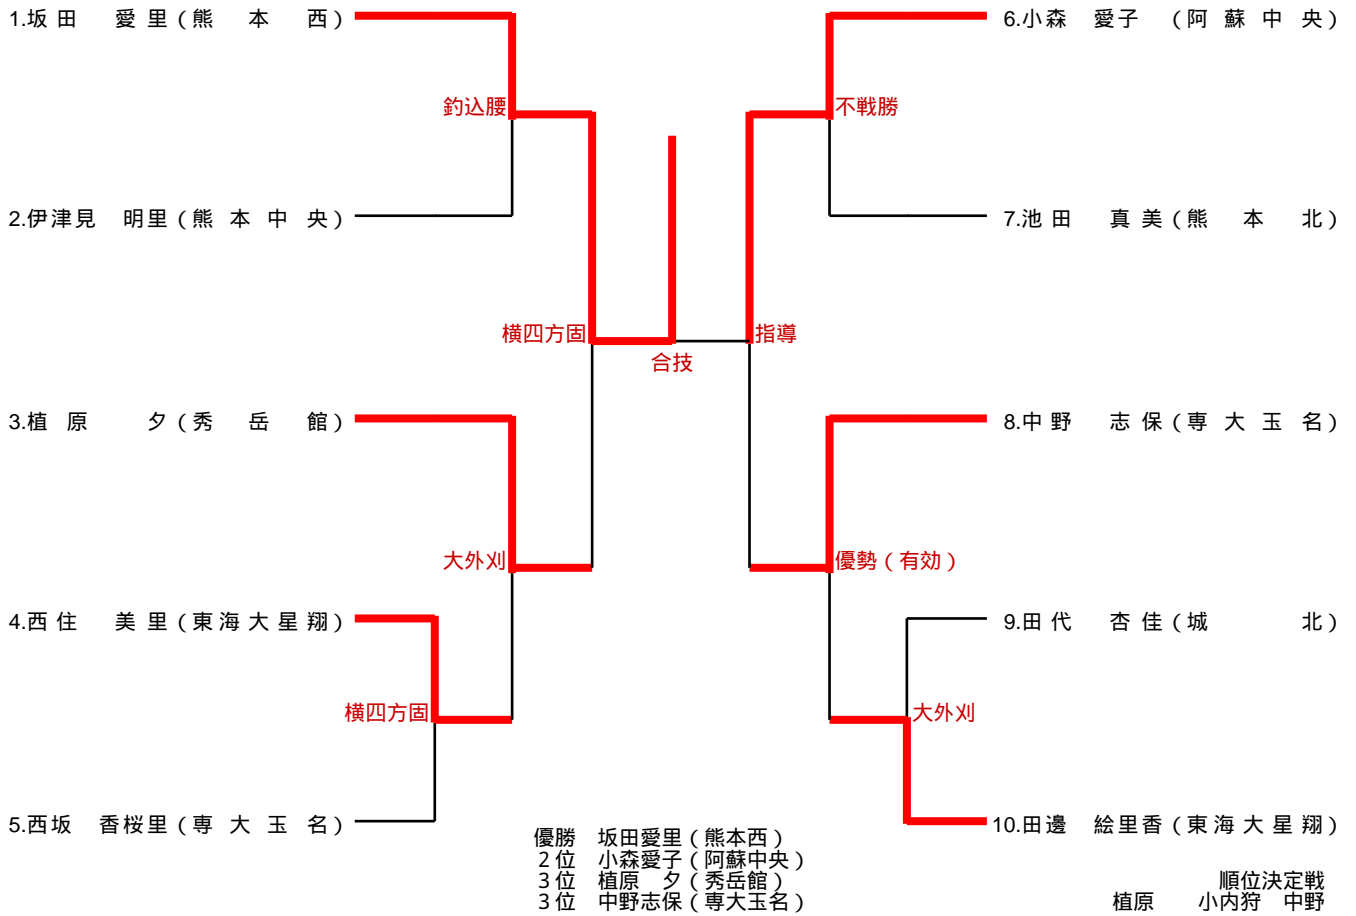 1.坂田 愛里（熊本西）
6.小森 愛子 （阿蘇中央）
釣込腰
不戦勝
2.伊津見 明里（熊本中央）
7.池田 真美（熊本北）
横四方固
指導
合技
3.植原 夕（秀岳館）
8.中野 志保（専大玉名）
大外刈
優勢（有効）
4.西住 美里（東海大星翔）
9.田代 杏佳（城北）
横四方固
大外刈
5.西坂 香桜里（専大玉名）
10.田邊 絵里香（東海大星翔）
優勝 坂田愛里（熊本西）
2位 小森愛子（阿蘇中央）
3位 植原 夕（秀岳館）
3位 中野志保（専大玉名）
順位決定戦
植原 小内狩 中野